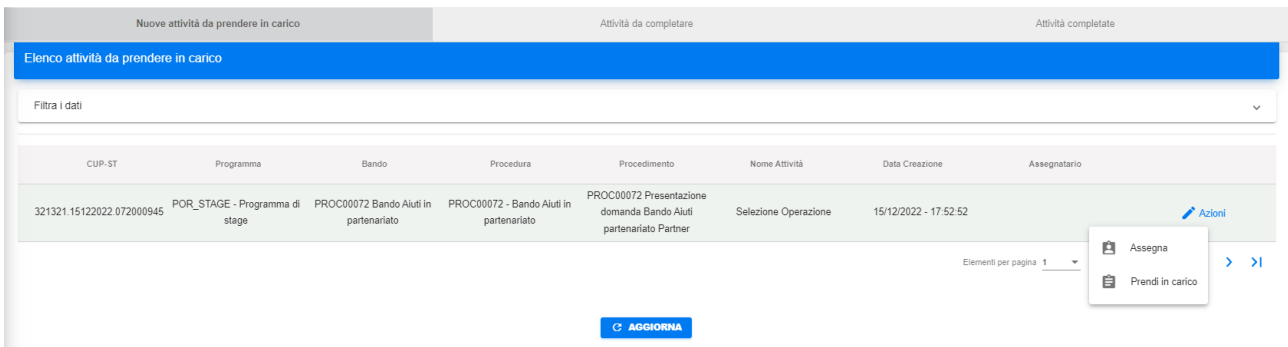 Nuove attività da prendere in carico
Attività da completare
Attività completate
Elenco attività da prendere in carico
Filtra i dati
CUP-ST
Programma
Bando
Procedura
Procedimento
Nome Attività
Data Creazione
Assegnatario
321321.15122022.072000945
POR_STAGE - Programma di
stage
PROC00072 Bando Aiuti in
partenariato
PROC00072 - Bando Aiuti in
partenariato
PROC00072 Presentazione
domanda Bando Aiuti
partenariato Partner
Selezione Operazione
15/12/2022 - 17:52:52
Azioni
Assegna
Prendi in carico
Elementi per pagina 1
AGGIORNA